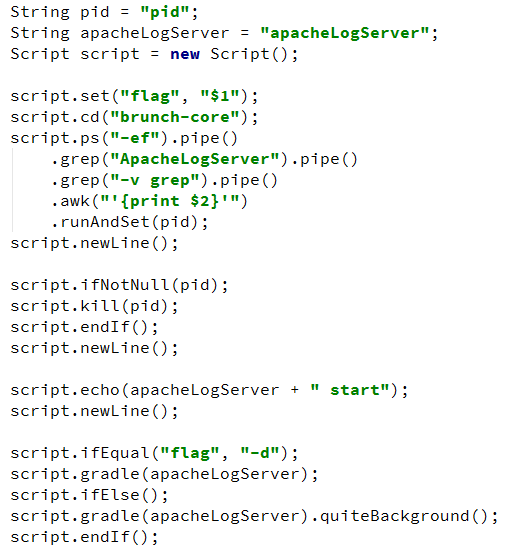 String pid = "pid";
String apacheLogServer = "apacheLogServer";
Script script = new Script();
script.set("flag", "$1");
script.cd("brunch-core");
script.ps("-ef").pipe()
.grep("ApacheLogServer").pipe()
.grep("-v grep").pipe()
.awk("'{print $2}'")
.runAndSet(pid);
script.newLine();
script.ifNotNull(pid);
script.kill(pid);
script.endIf();
script.newLine();
script.echo(apacheLogServer + " start");
script.newLine();
script.ifEqual("flag", "-d");
script.gradle(apacheLogServer);
script.ifElse();
script.gradle(apacheLogServer).quiteBackground();
script.endIf();